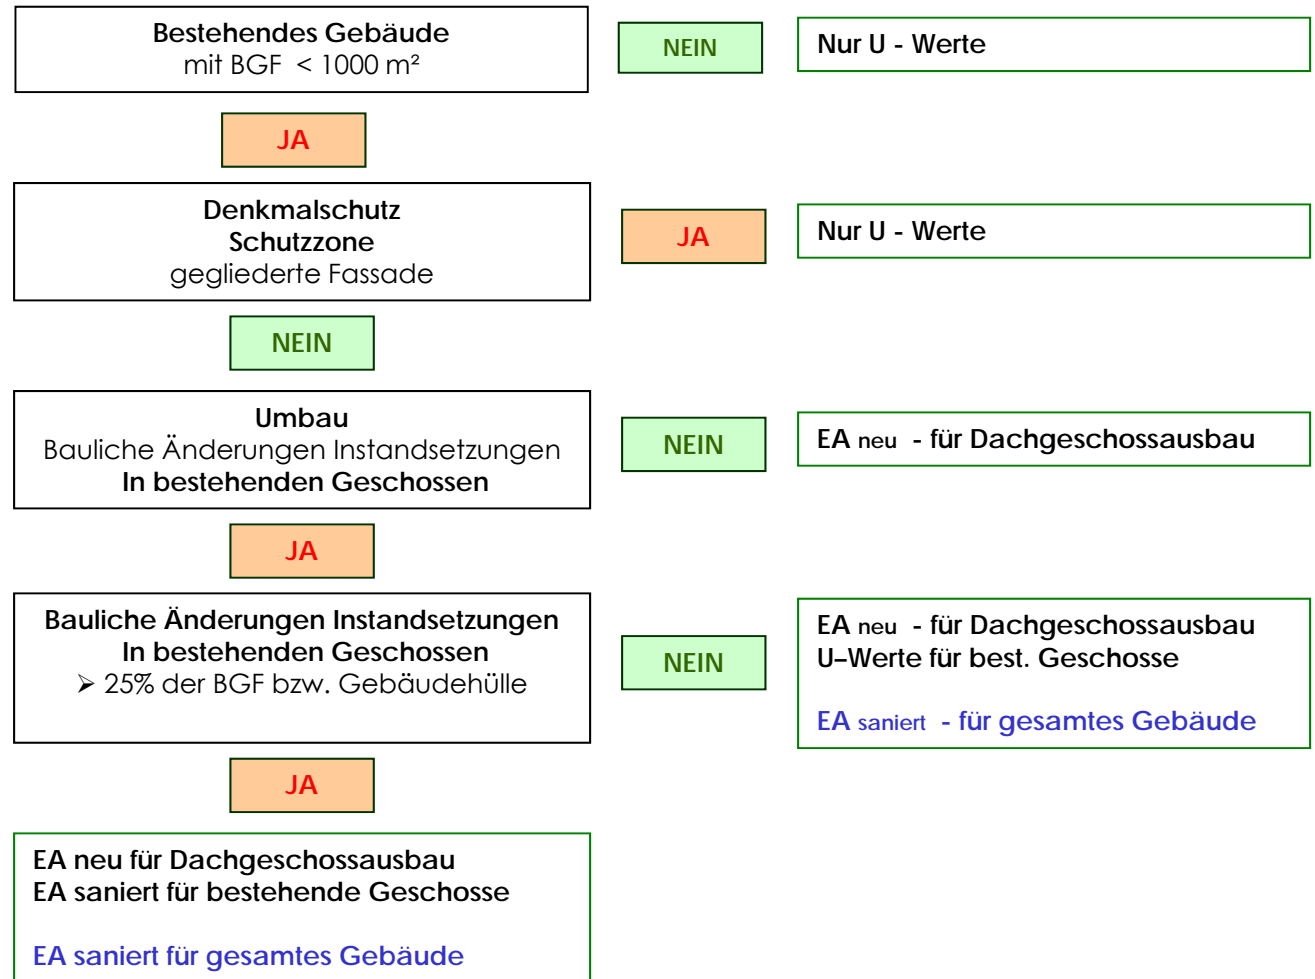 Bestehendes Gebäude
mit BGF < 1000 m²
NEIN
Nur U - Werte
JA
Denkmalschutz
Schutzzone
gegliederte Fassade
JA
Nur U - Werte
NEIN
Umbau
Bauliche Änderungen Instandsetzungen
In bestehenden Geschossen
NEIN
EA neu - für Dachgeschossausbau
JA
Bauliche Änderungen Instandsetzungen
In bestehenden Geschossen
➢ 25% der BGF bzw. Gebäudehülle
NEIN
EA neu - für Dachgeschossausbau
U–Werte für best. Geschosse
EA saniert - für gesamtes Gebäude
JA
EA neu für Dachgeschossausbau
EA saniert für bestehende Geschosse
EA saniert für gesamtes Gebäude